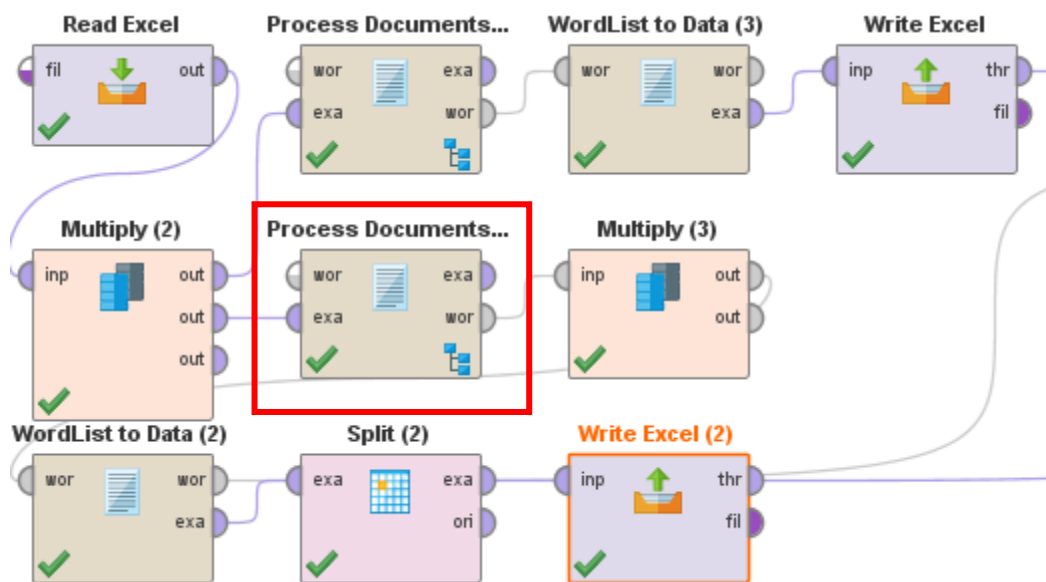 Read Excel
Process Documents...
WordList to Data (3)
Write Excel
fil
out
wor
exa
exa
wor
wor
wor
exa
inp
thr
fil
Multiply (2)
Process Documents...
Multiply (3)
inp
out
out
out
wor
exa
exa
wor
inp
out
out
WordList to Data (2)
Split (2)
Write Excel (2)
wor
wor
exa
exa
exa
ori
inp
thr
fil